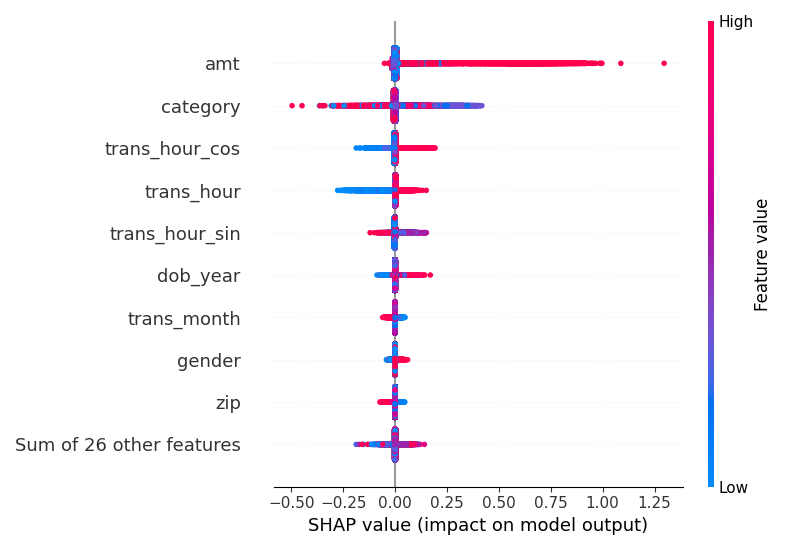 High
amt
category
trans_hour_cos
trans_hour
trans_hour_sin
dob_year
trans_month
gender
zip
Sum of 26 other features
Feature value
Low
−0.50 −0.25 0.00 0.25 0.50 0.75 1.00 1.25
SHAP value (impact on model output)